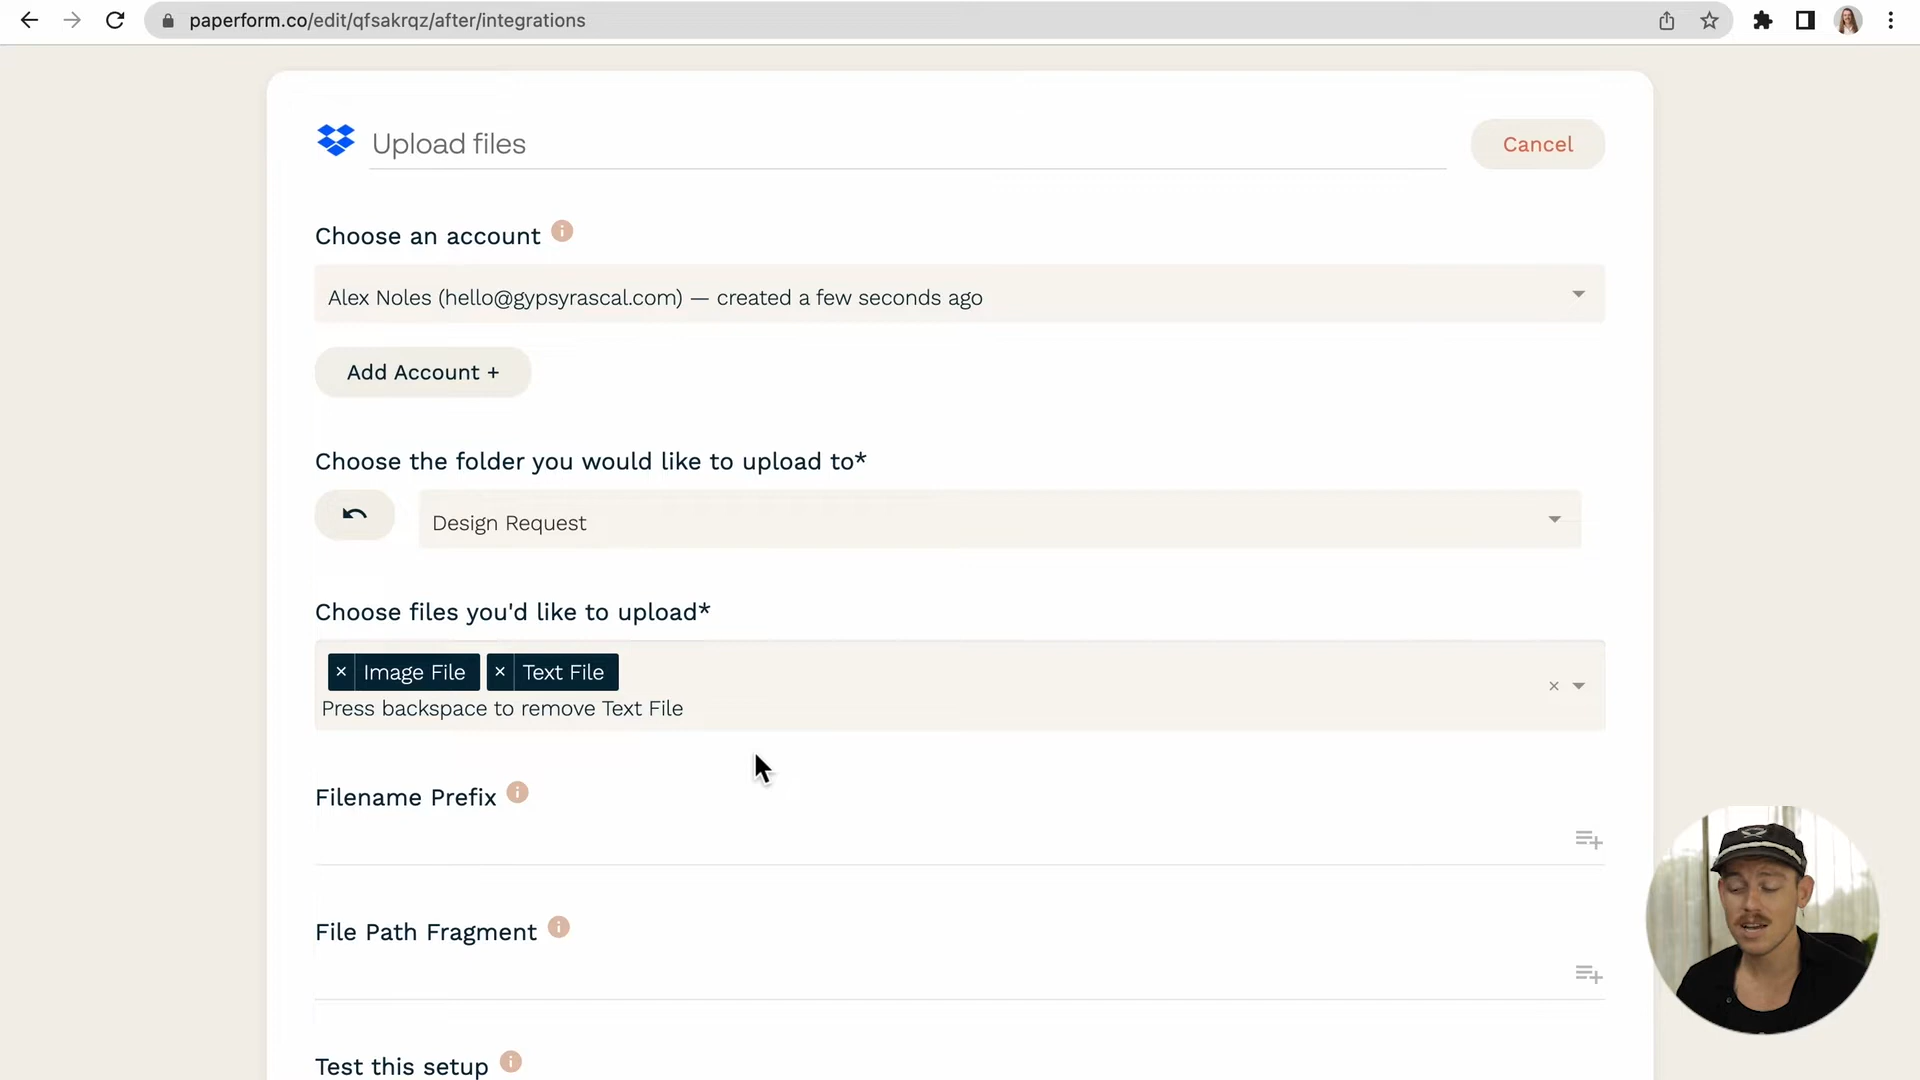 paperform.co/edit/qfsakrqz/after/integrations
Upload files
Cancel
Choose an account
Alex Noles (hello@gypsyrascal.com) — created a few seconds ago
Add Account +
Choose the folder you would like to upload to*
Design Request
Choose files you'd like to upload*
× Image File × Text File
Press backspace to remove Text File
Filename Prefix
File Path Fragment
Test this setup